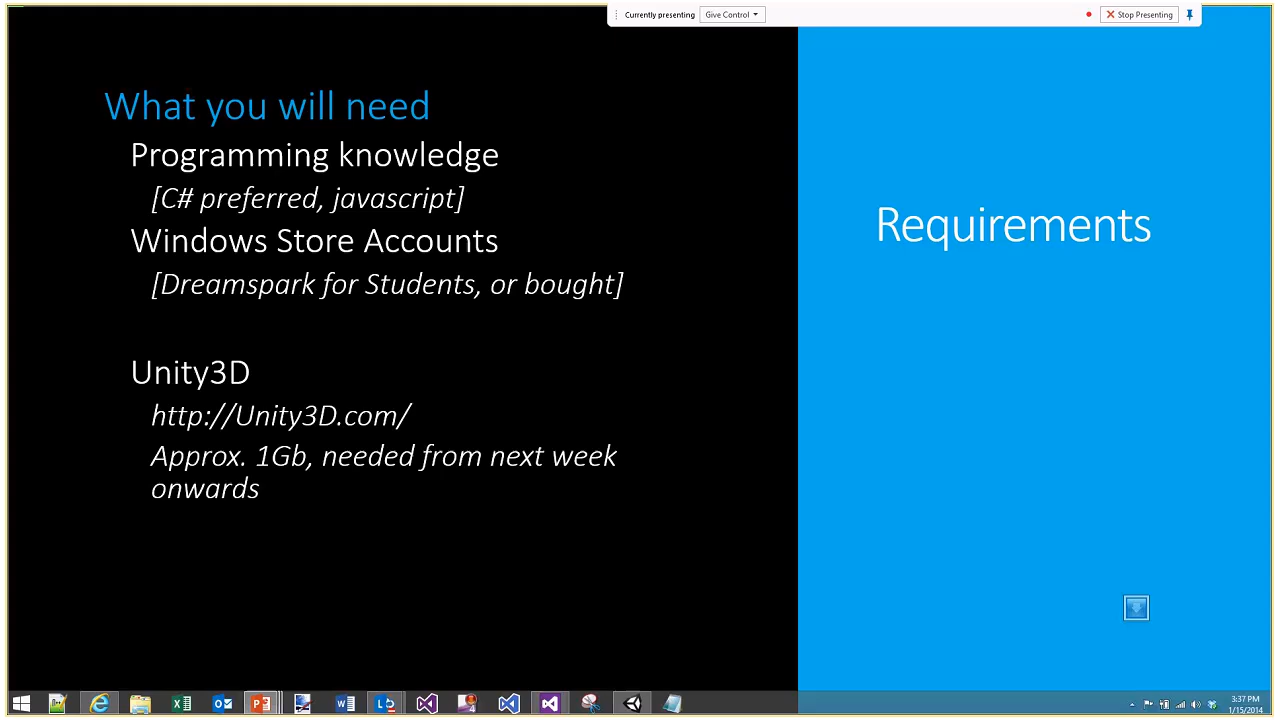 Currently presenting Give Control Stop Presenting
What you will need
Programming knowledge
[C# preferred, javascript]
Windows Store Accounts
[Dreamspark for Students, or bought]
Unity3D
http://Unity3D.com/
Approx. 1Gb, needed from next week
onwards
Requirements
3:37 PM
1/15/2014